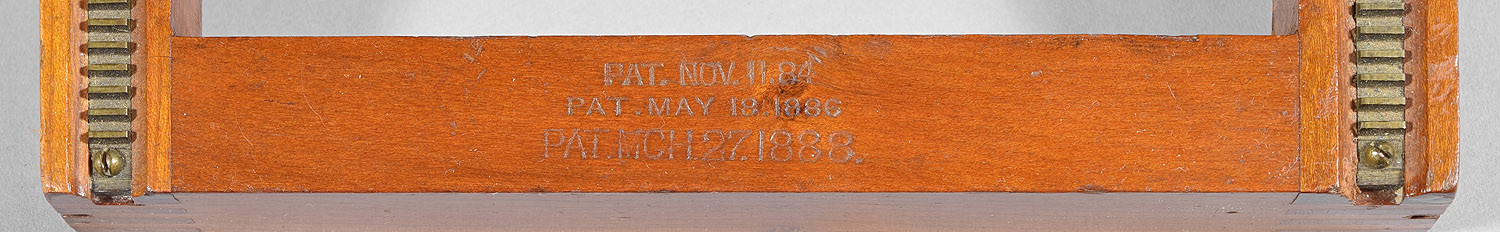 PAT. NOV. 11.84
PAT. MAY 18.1886
PAT. MCH.27.1888.